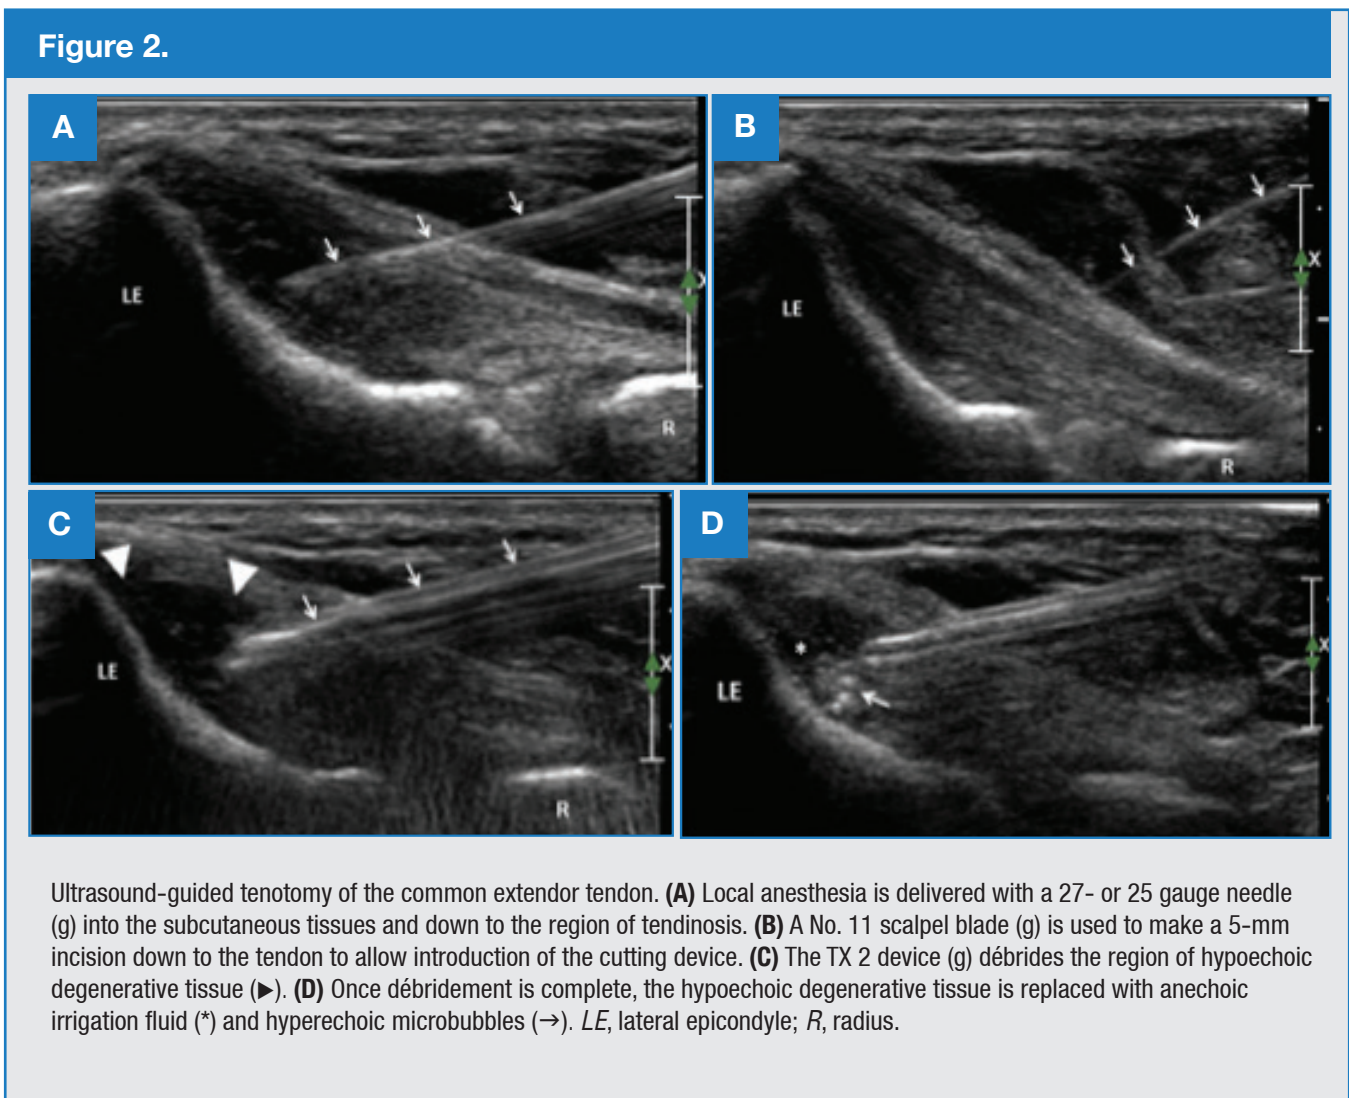 Figure 2.
A
B
LE
X
R
LE
X
R
C
D
LE
X
R
*
LE
X
Ultrasound-guided tenotomy of the common extendor tendon. (A) Local anesthesia is delivered with a 27- or 25 gauge needle
(g) into the subcutaneous tissues and down to the region of tendinosis. (B) A No. 11 scalpel blade (g) is used to make a 5-mm
incision down to the tendon to allow introduction of the cutting device. (C) The TX 2 device (g) débrides the region of hypoechoic
degenerative tissue (▶). (D) Once débridement is complete, the hypoechoic degenerative tissue is replaced with anechoic
irrigation fluid (*) and hyperechoic microbubbles (→). LE, lateral epicondyle; R, radius.